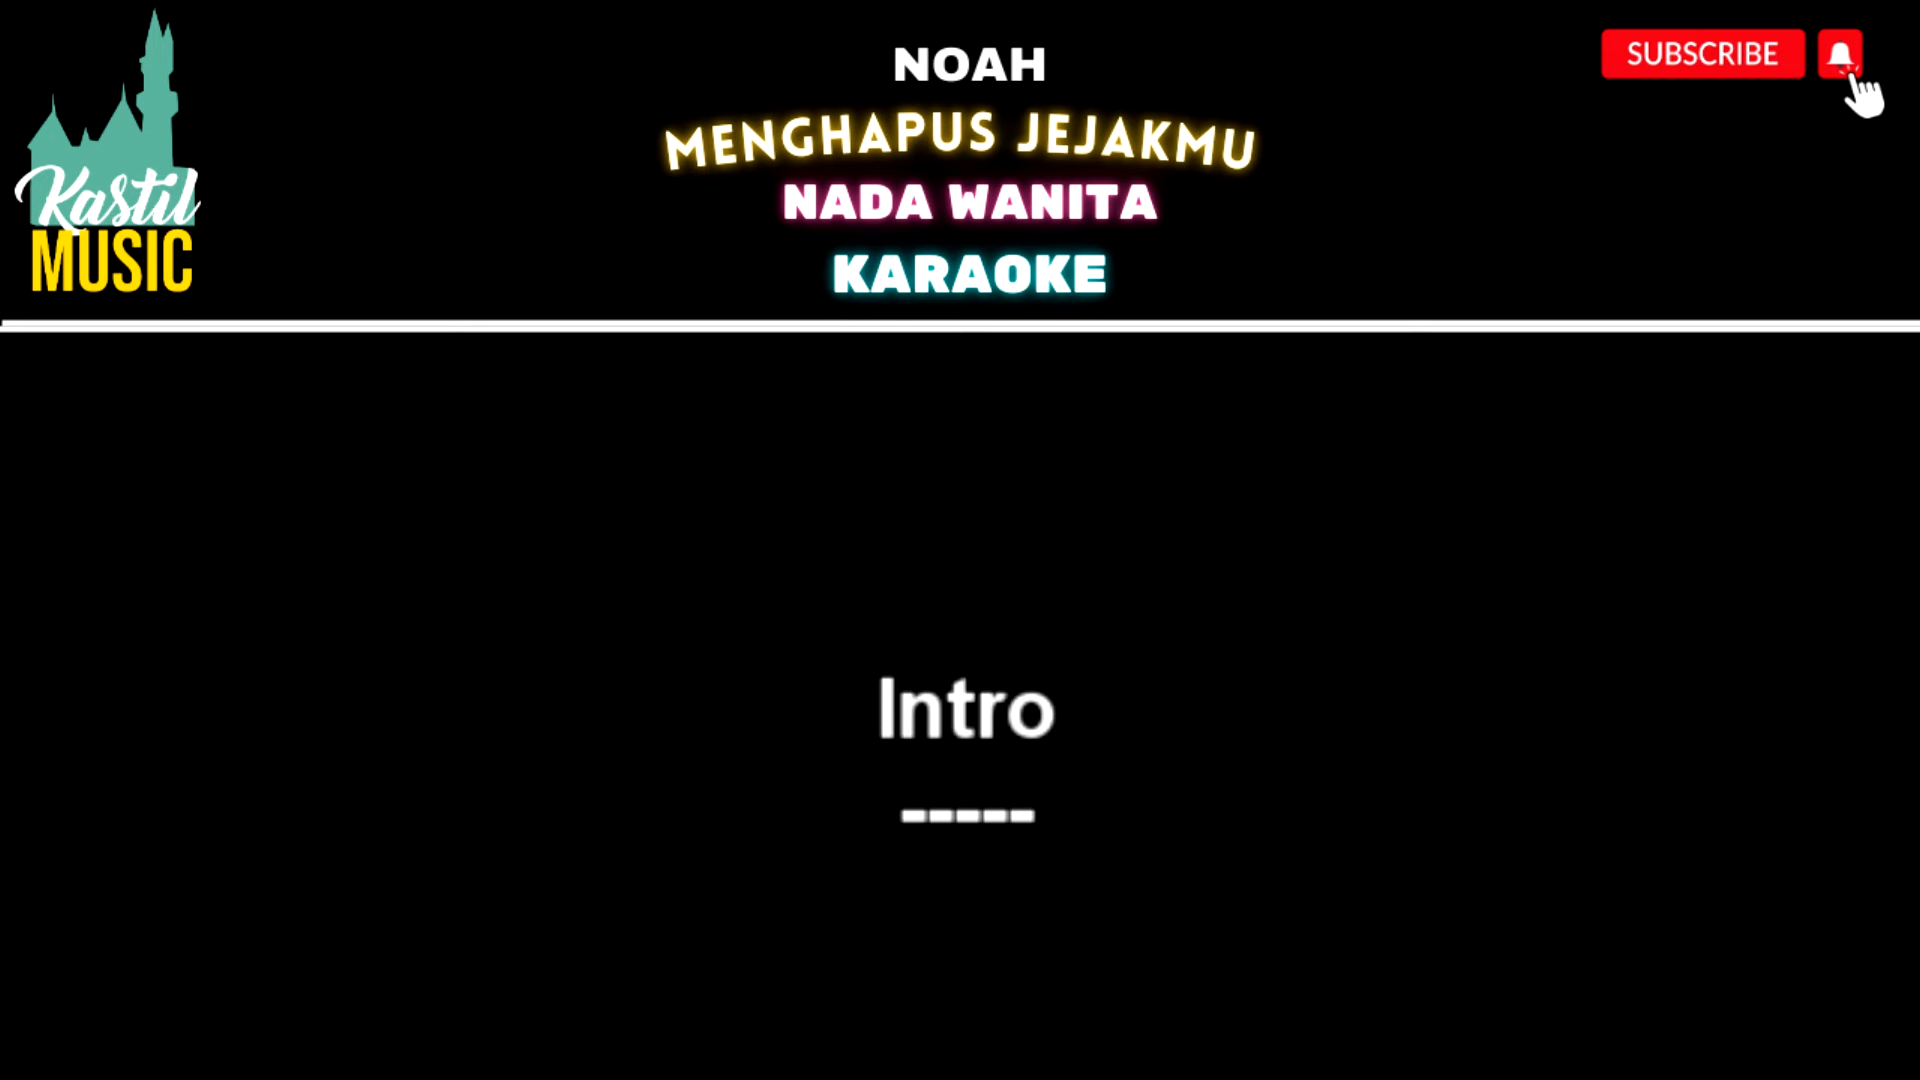 NOAH
MENGHAPUS JEJAKMU
NADA WANITA
KARAOKE
Kastil
MUSIC
SUBSCRIBE
Intro
-----